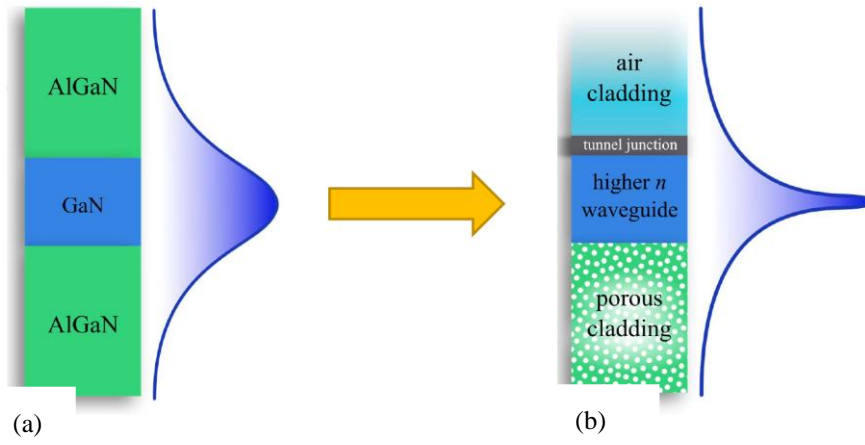 AlGaN
GaN
AlGaN
(a)
air
cladding
tunnel junction
higher n
waveguide
porous
cladding
(b)